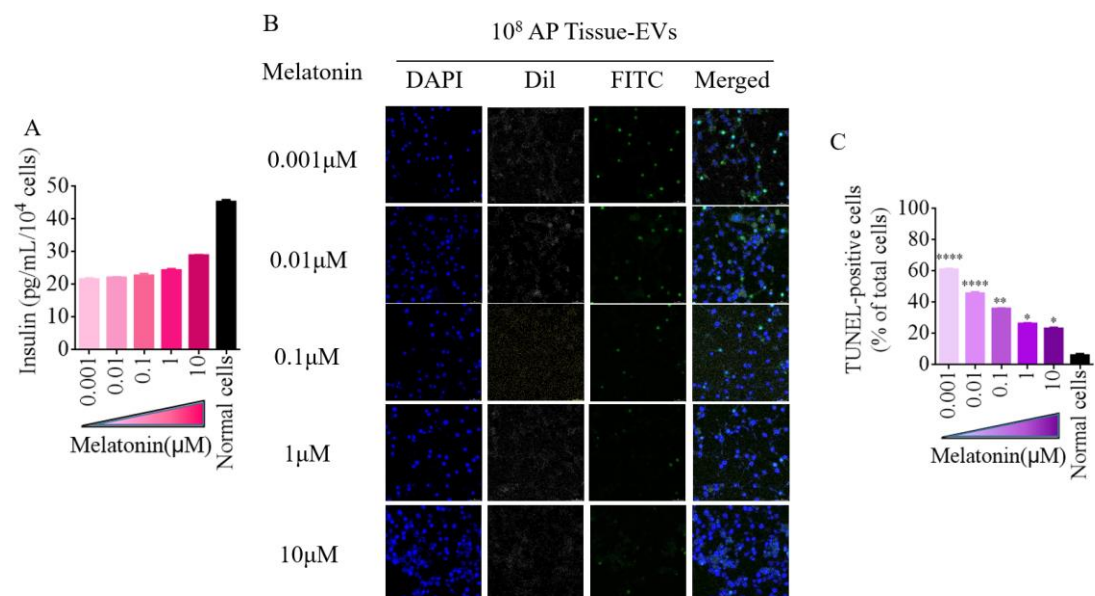 B
10⁸ AP Tissue-EVs
Melatonin
DAPI
Dil
FITC
Merged
0.001µM
0.01µM
0.1µM
1µM
10µM
A
Insulin (pg/mL/10⁴ cells)
50
40
30
20
10
0
0.001
0.01
0.1
1
10
Normal cells
Melatonin(µM)
C
TUNEL-positive cells
(% of total cells)
100
80
60
40
20
0
****
****
**
*
*
0.001
0.01
0.1
1
10
Normal cells
Melatonin(µM)